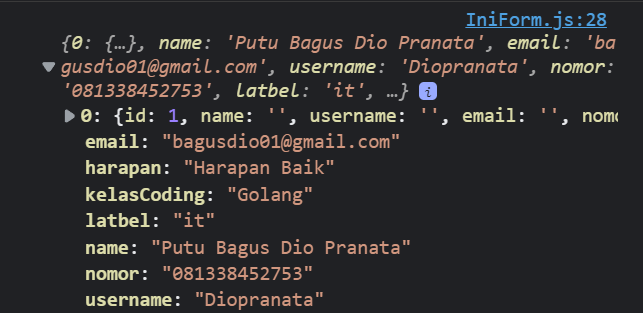 IniForm.js:28
{0: {…}, name: 'Putu Bagus Dio Pranata', email: 'ba
gusdio01@gmail.com', username: 'Diopranata', nomor:
'081338452753', latbel: 'it', …} i
0: {id: 1, name: '', username: '', email: '', nomo
email: "bagusdio01@gmail.com"
harapan: "Harapan Baik"
kelasCoding: "Golang"
latbel: "it"
name: "Putu Bagus Dio Pranata"
nomor: "081338452753"
username: "Diopranata"